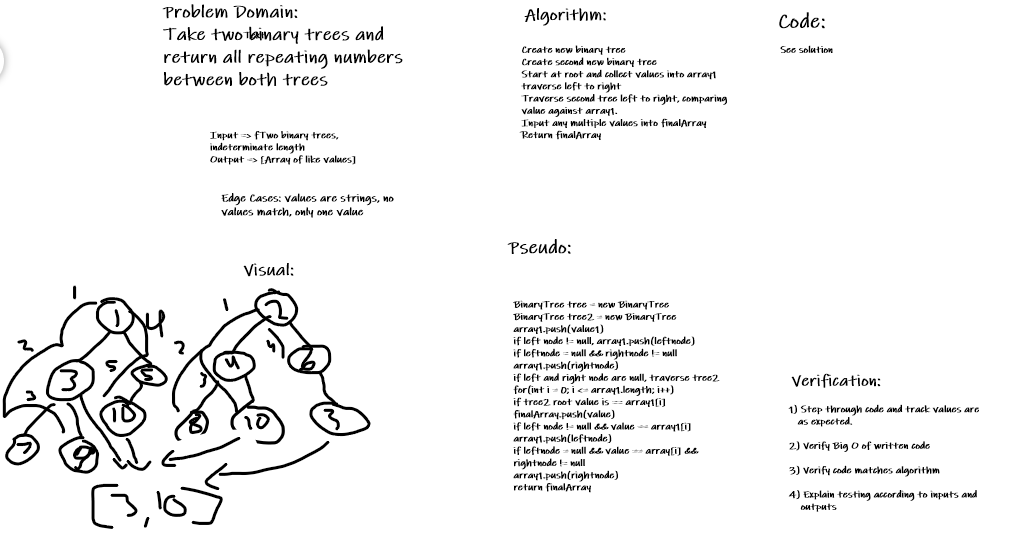 Problem Domain:
Take two binary trees and
return all repeating numbers
between both trees
Input => [Two binary trees,
indeterminate length
Output => [Array of like values]
Edge Cases: values are strings, no
values match, only one value
Visual:
1
1
4
2
3
5
3
5
10
7
9
1
2
2
4
3
4
6
8
10
3
[3,10]
Algorithm:
Create new binary tree
Create second new binary tree
Start at root and collect values into array1
traverse left to right
Traverse second tree left to right, comparing
value against array1.
Input any multiple values into finalArray
Return finalArray
Pseudo:
BinaryTree tree = new BinaryTree
BinaryTree tree2 = new BinaryTree
array1.push(value1)
if left node != null, array1.push(leftnode)
if leftnode = null && rightnode != null
array1.push(rightnode)
if left and right node are null, traverse tree2
for(int i = 0; i <= array1.length; i++)
if tree2 root value is == array1[i]
finalArray.push(value)
if left node != null && value == array1[i]
array1.push(leftnode)
if leftnode = null && value == array[i] &&
rightnode != null
array1.push(rightnode)
return finalArray
Code:
See solution
Verification:
1) Step through code and track values are
as expected.
2) Verify Big O of written code
3) Verify code matches algorithm
4) Explain testing according to inputs and
outputs